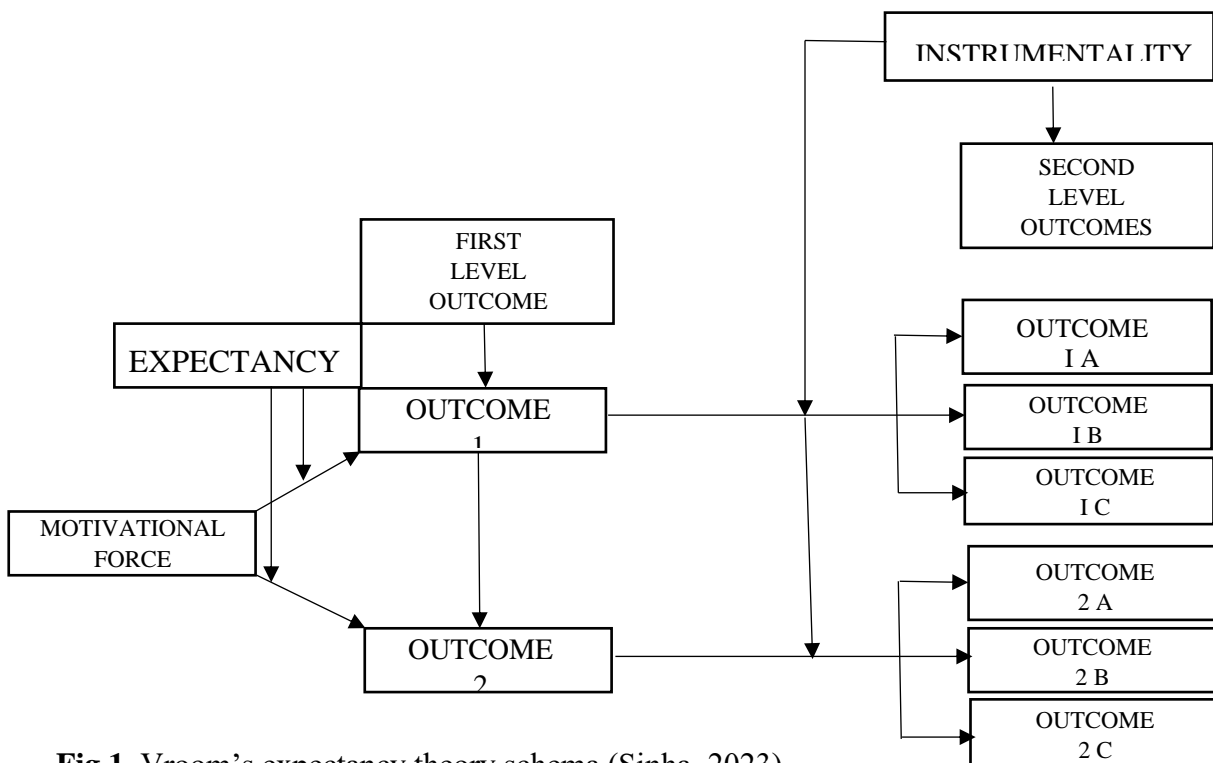 INSTRUMENTALITY
SECOND
LEVEL
OUTCOMES
FIRST
LEVEL
OUTCOME
EXPECTANCY
OUTCOME
1
OUTCOME
I A
OUTCOME
I B
OUTCOME
I C
MOTIVATIONAL
FORCE
OUTCOME
2
OUTCOME
2 A
OUTCOME
2 B
OUTCOME
2 C
Fig 1. Vroom's expectancy theory schema (Sinha, 2023)